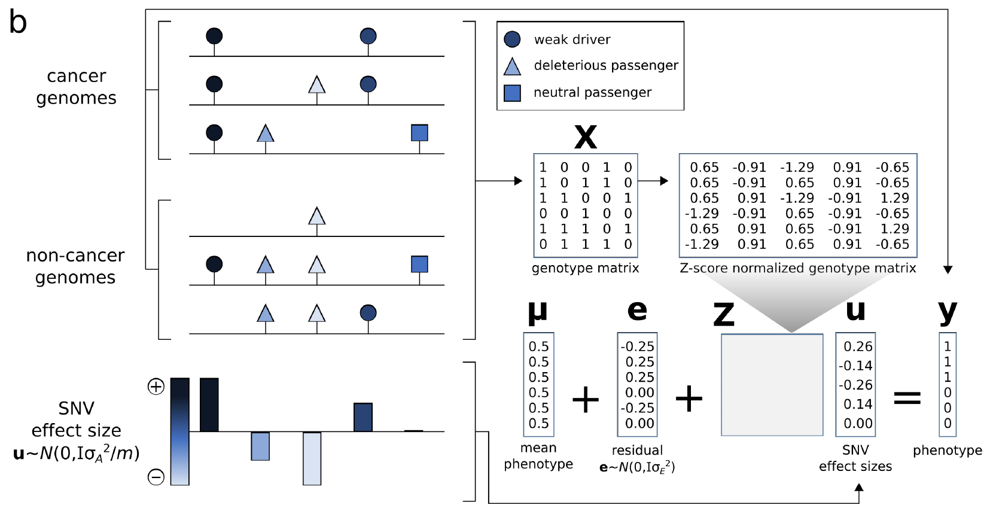 b
cancer
genomes
non-cancer
genomes
weak driver
deleterious passenger
neutral passenger
X
1 0 0 1 0
1 0 1 1 0
1 1 0 0 1
0 0 1 0 0
1 1 1 0 1
0 1 1 1 0
genotype matrix
0.65 -0.91 -1.29 0.91 -0.65
0.65 -0.91 0.65 0.91 -0.65
0.65 0.91 -1.29 -0.91 1.29
-1.29 -0.91 0.65 -0.91 -0.65
0.65 0.91 0.65 -0.91 1.29
-1.29 0.91 0.65 0.91 -0.65
Z-score normalized genotype matrix
SNV
effect size
u~N(0,Iσ_A²/m)
+
−
μ
0.5
0.5
0.5
0.5
0.5
0.5
mean
phenotype
+
e
-0.25
0.25
0.25
0.00
-0.25
0.00
residual
e~N(0,Iσ_E²)
+
Z
u
0.26
-0.14
-0.26
0.14
0.00
SNV
effect sizes
=
y
1
1
1
0
0
0
phenotype